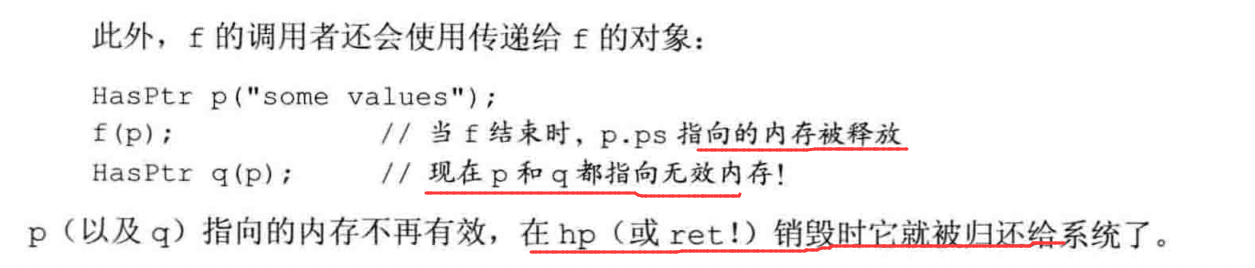 此外，f 的调用者还会使用传递给 f 的对象：
HasPtr p("some values");
f(p);    // 当 f 结束时，p.ps 指向的内存被释放
HasPtr q(p);    // 现在 p 和 q 都指向无效内存！
p（以及 q）指向的内存不再有效，在 hp（或 ret！）销毁时它就被归还给系统了。